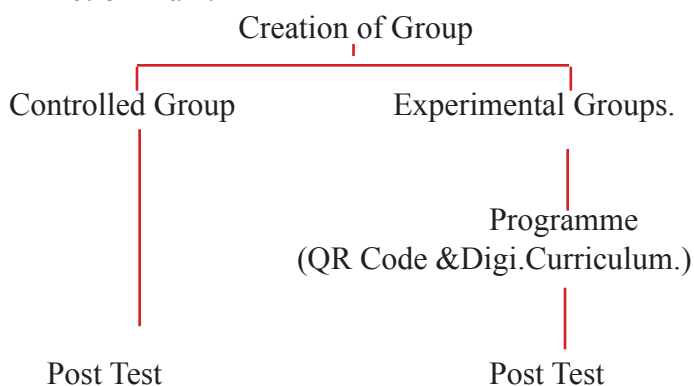 Creation of Group
Controlled Group Experimental Groups.
Programme
(QR Code &Digi.Curriculum.)
Post Test Post Test